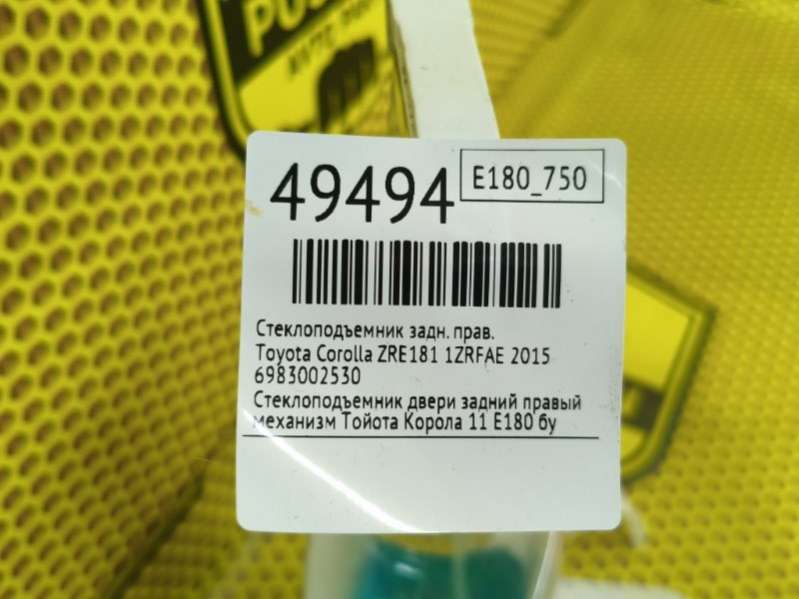 49494
E180_750
Стеклоподъемник задн. прав.
Toyota Corolla ZRE181 1ZRFAE 2015
6983002530
Стеклоподъемник двери задний правый
механизм Тойота Корола 11 E180 бу